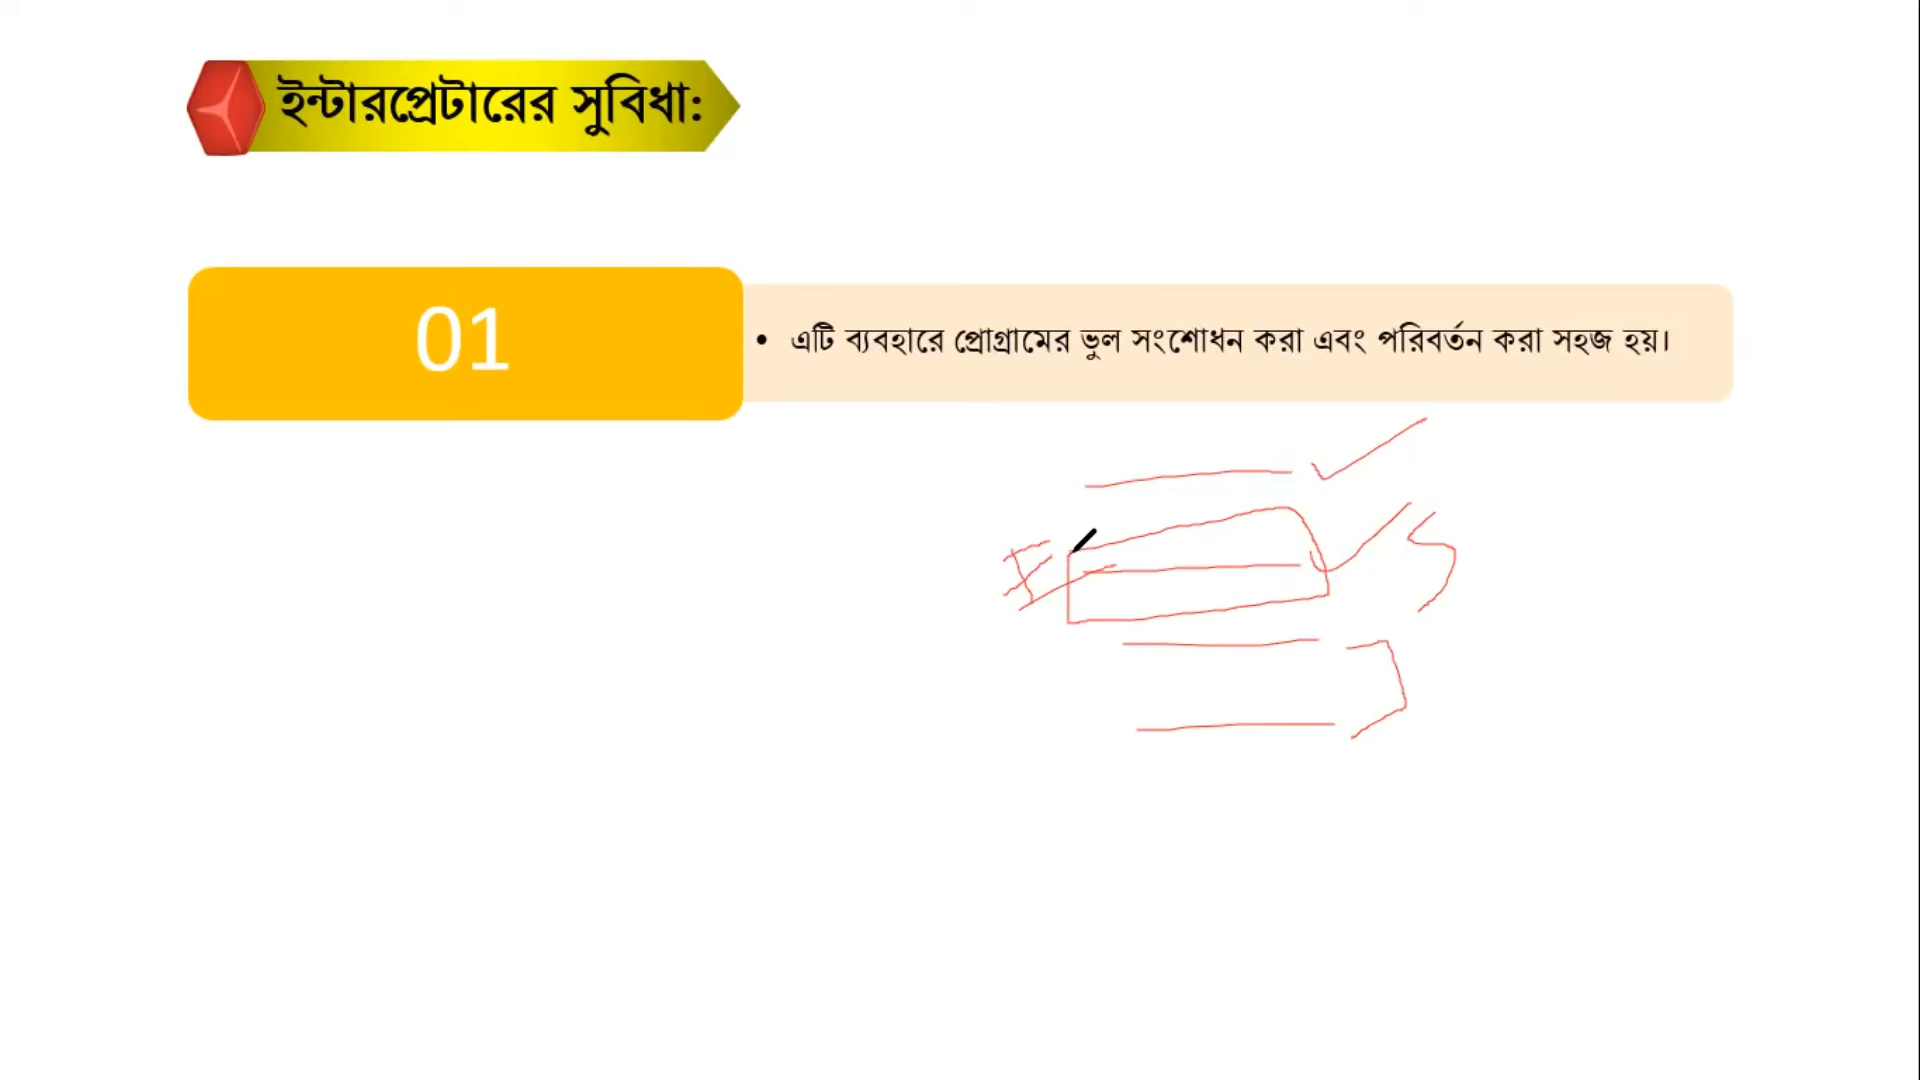 ইন্টারপ্রেটারের সুবিধা:
01
• এটি ব্যবহারে প্রোগ্রামের ভুল সংশোধন করা এবং পরিবর্তন করা সহজ হয়।